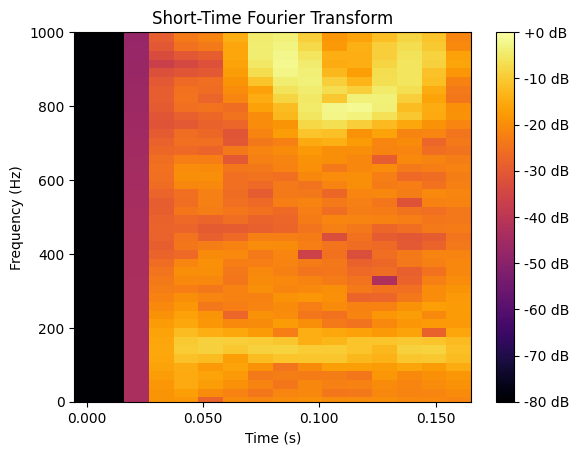 Short-Time Fourier Transform
Frequency (Hz)
1000
800
600
400
200
0
0.000
0.050
0.100
0.150
Time (s)
+0 dB
-10 dB
-20 dB
-30 dB
-40 dB
-50 dB
-60 dB
-70 dB
-80 dB